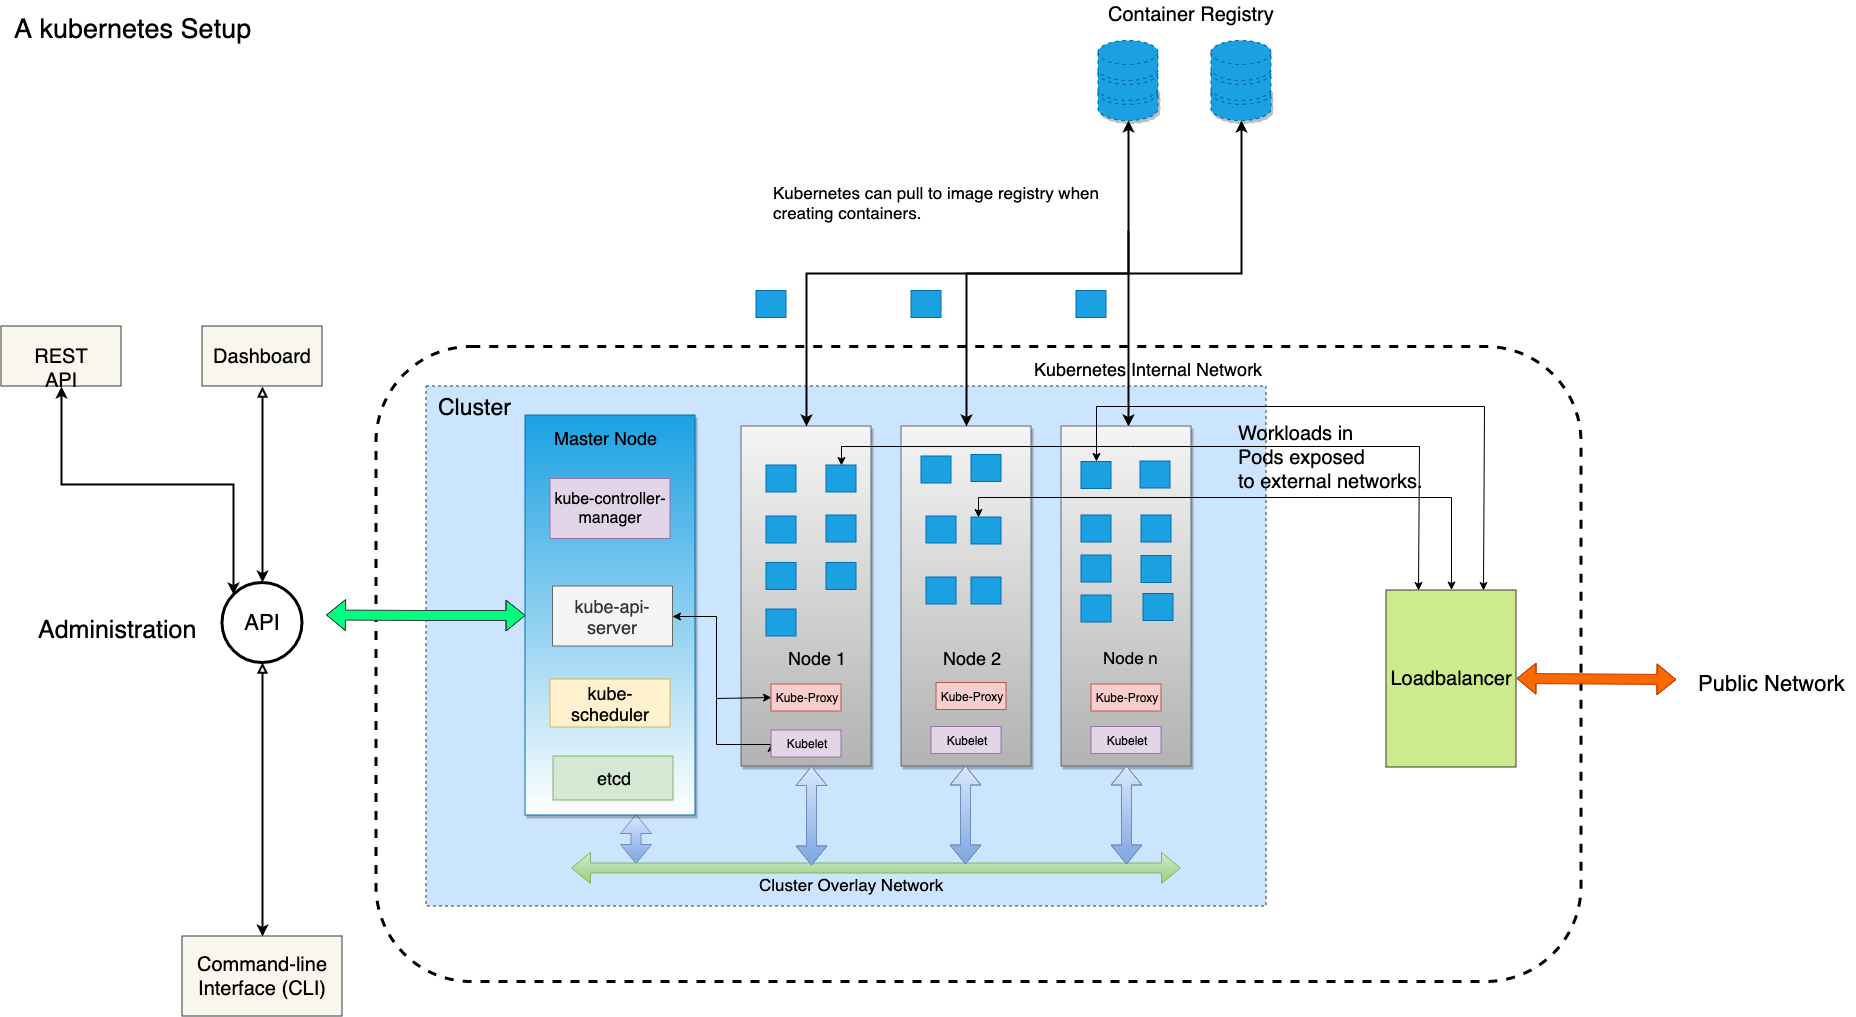 A kubernetes Setup
Container Registry
Kubernetes can pull to image registry when
creating containers.
REST
API
Dashboard
Kubernetes Internal Network
Cluster
Master Node
kube-controller-
manager
kube-api-
server
kube-
scheduler
etcd
Node 1
Kube-Proxy
Kubelet
Node 2
Kube-Proxy
Kubelet
Node n
Kube-Proxy
Kubelet
Workloads in
Pods exposed
to external networks.
Administration
API
Loadbalancer
Public Network
Cluster Overlay Network
Command-line
Interface (CLI)